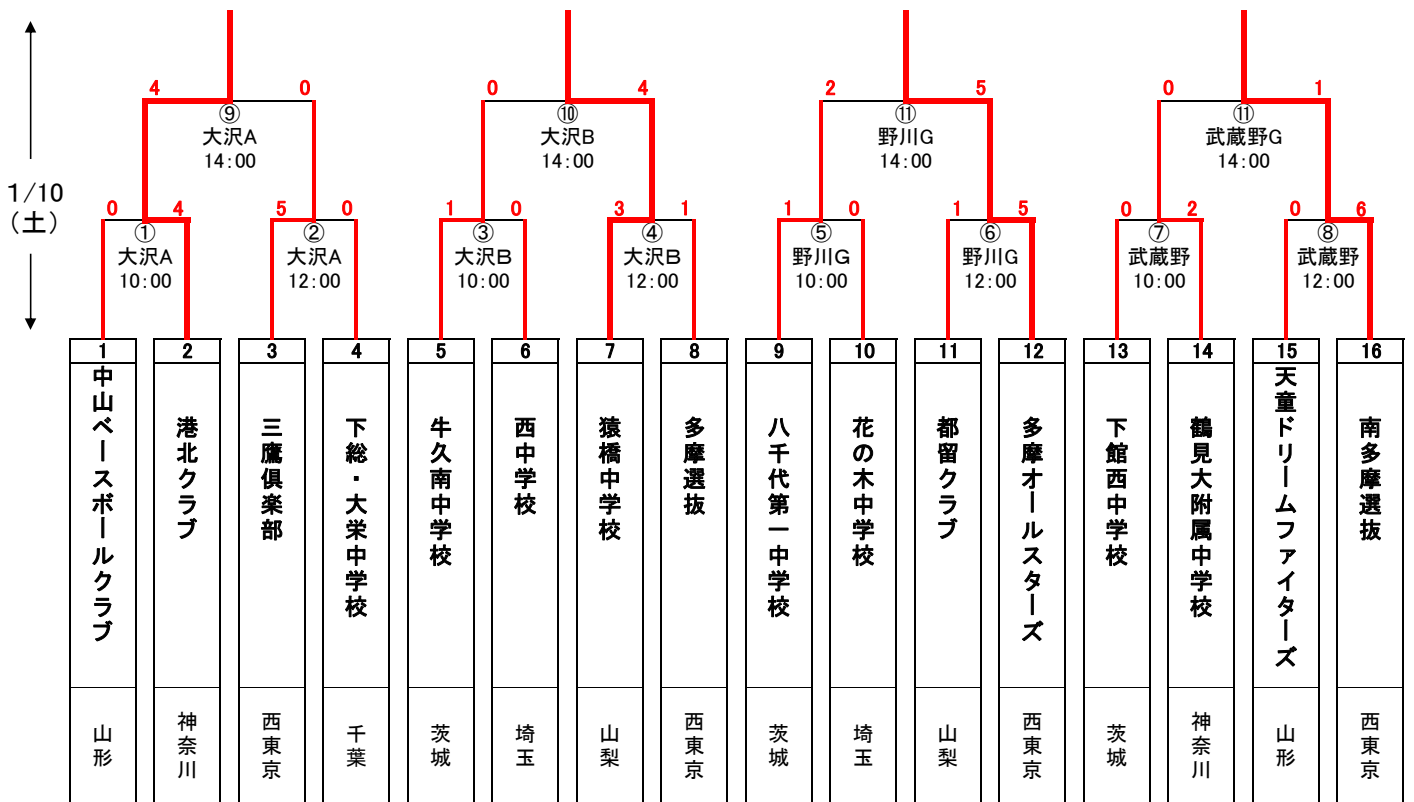 4 0 0 4 2 5 0 1
⑨ ⑩ ⑪ ⑪
大沢A 大沢B 野川G 武蔵野G
14:00 14:00 14:00 14:00
1/10
(土)
0 4 5 0 1 0 3 1 1 0 1 5 0 2 0 6
① ② ③ ④ ⑤ ⑥ ⑦ ⑧
大沢A 大沢A 大沢B 大沢B 野川G 野川G 武蔵野 武蔵野
10:00 12:00 10:00 12:00 10:00 12:00 10:00 12:00
1 2 3 4 5 6 7 8 9 10 11 12 13 14 15 16
中山ベースボールクラブ
港北クラブ
三鷹倶楽部
下総・大栄中学校
牛久南中学校
西中学校
猿橋中学校
多摩選抜
八千代第一中学校
花の木中学校
都留クラブ
多摩オールスターズ
下館西中学校
鶴見大附属中学校
天童ドリームファイターズ
南多摩選抜
山形
神奈川
西東京
千葉
茨城
埼玉
山梨
西東京
茨城
埼玉
山梨
西東京
茨城
神奈川
山形
西東京